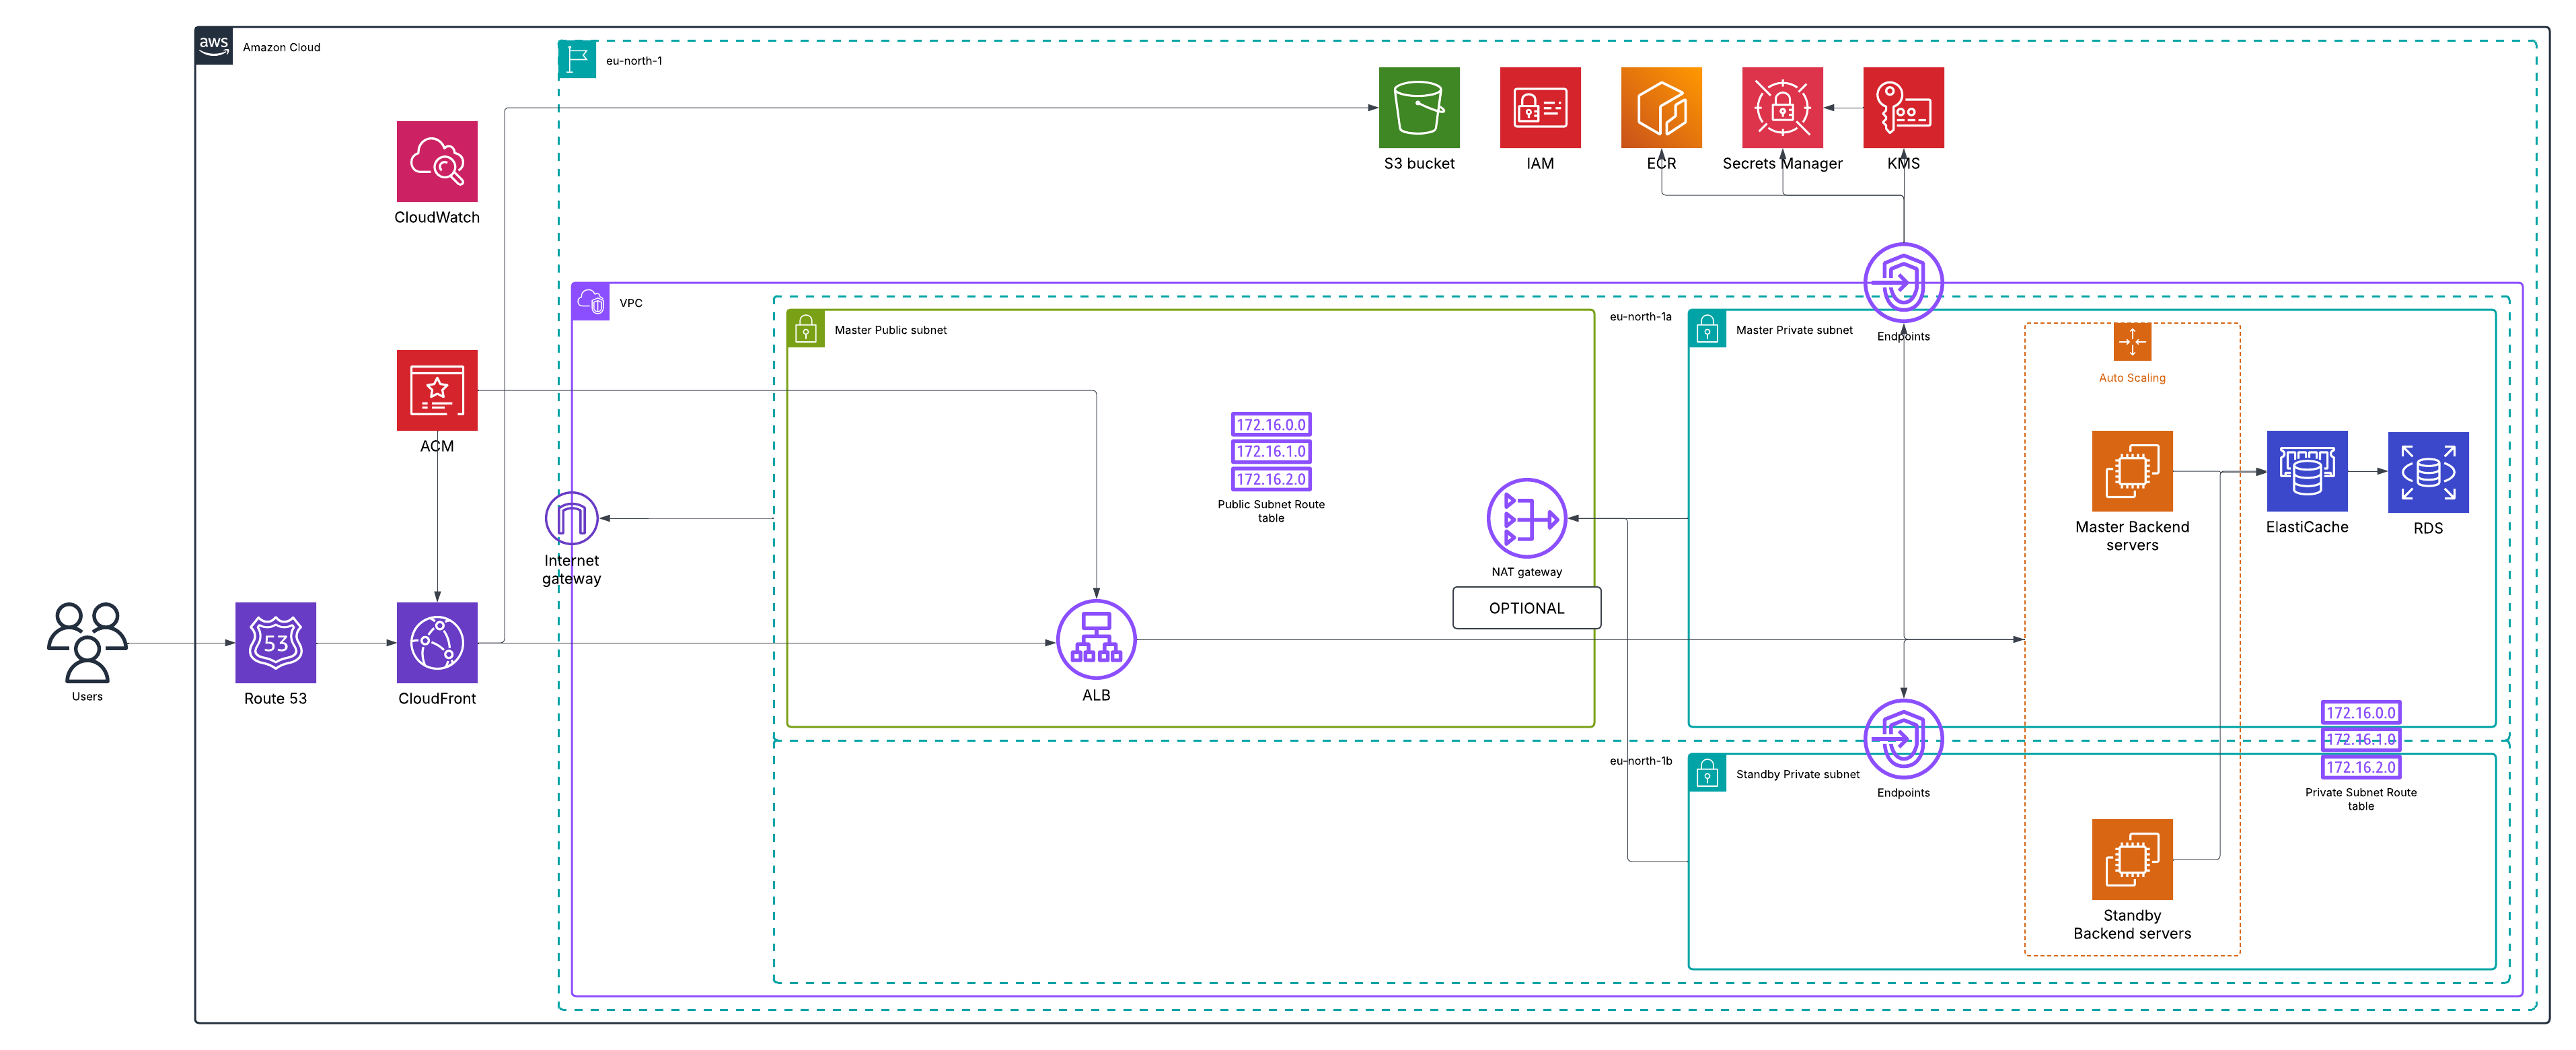 aws
Amazon Cloud
eu-north-1
S3 bucket
IAM
ECR
Secrets Manager
KMS
CloudWatch
VPC
Endpoints
Master Public subnet
eu-north-1a
Master Private subnet
Auto Scaling
ACM
172.16.0.0
172.16.1.0
172.16.2.0
Public Subnet Route
table
Internet
gateway
NAT gateway
OPTIONAL
Master Backend
servers
ElastiCache
RDS
Users
53
Route 53
CloudFront
ALB
172.16.0.0
172.16.1.0
172.16.2.0
Private Subnet Route
table
eu-north-1b
Standby Private subnet
Endpoints
Standby
Backend servers